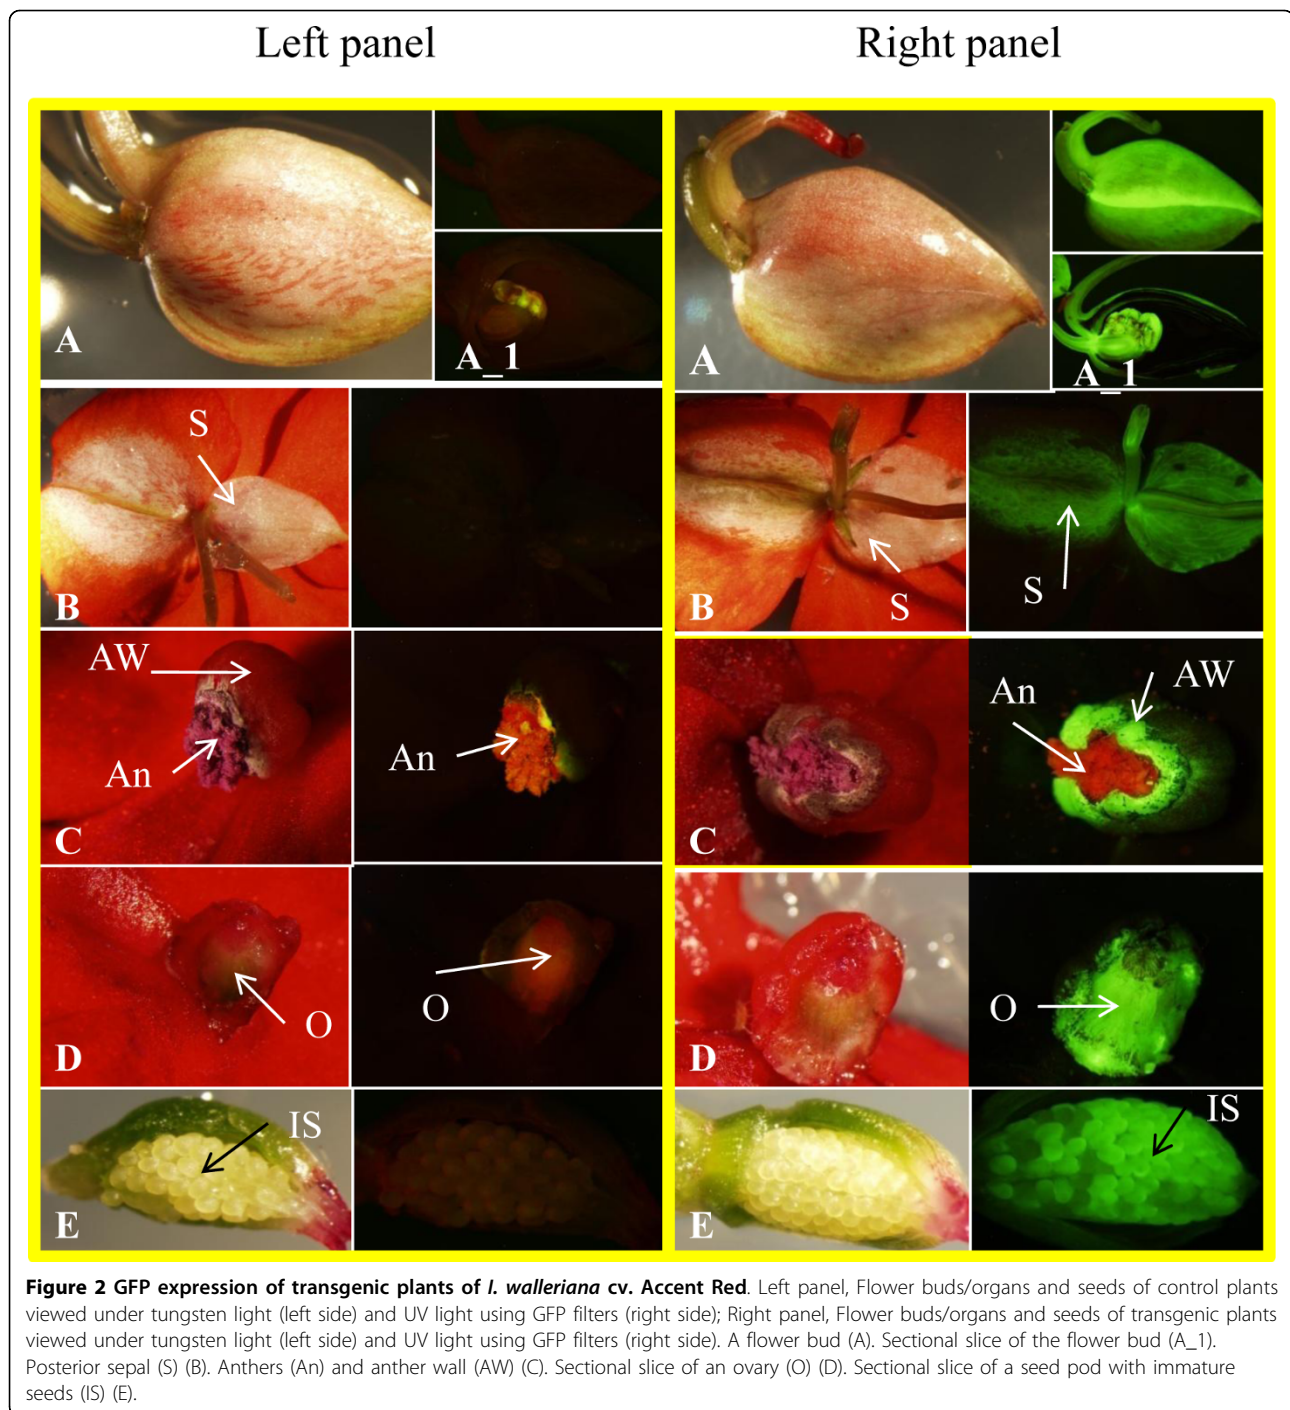 Left panel
Right panel
A
A_1
A
A_1
S
B
S
B
S
AW
An
C
An
C
An
AW
O
D
O
D
O
IS
E
E
IS
Figure 2 GFP expression of transgenic plants of I. walleriana cv. Accent Red. Left panel, Flower buds/organs and seeds of control plants
viewed under tungsten light (left side) and UV light using GFP filters (right side); Right panel, Flower buds/organs and seeds of transgenic plants
viewed under tungsten light (left side) and UV light using GFP filters (right side). A flower bud (A). Sectional slice of the flower bud (A_1).
Posterior sepal (S) (B). Anthers (An) and anther wall (AW) (C). Sectional slice of an ovary (O) (D). Sectional slice of a seed pod with immature
seeds (IS) (E).